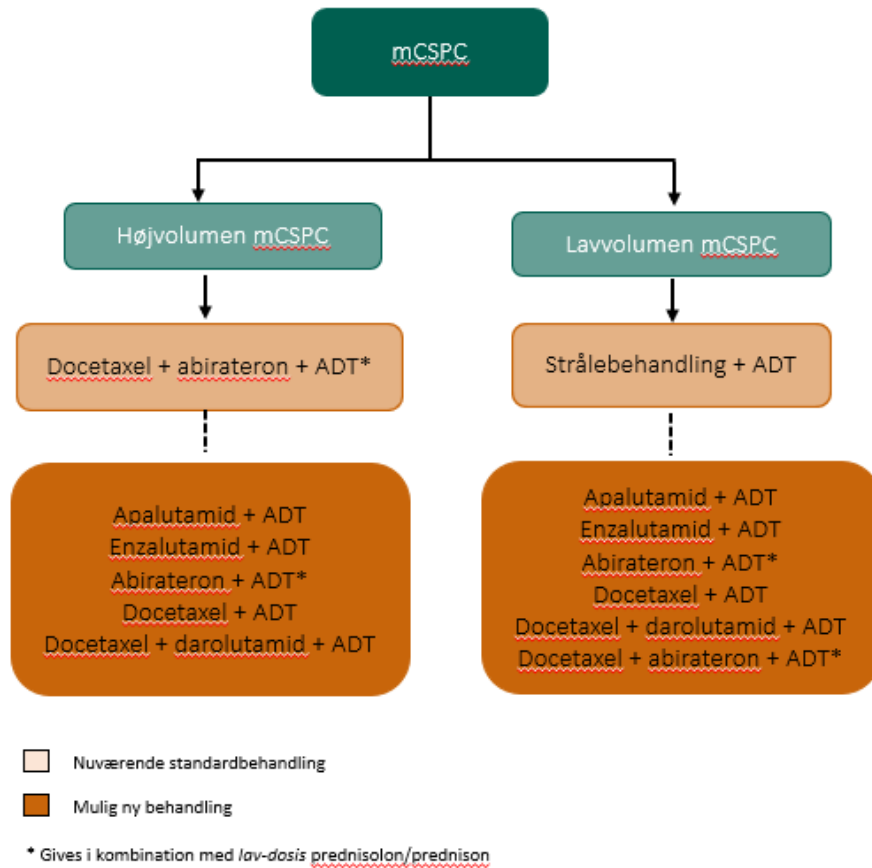 mCSPC
Højvolumen mCSPC
Lavvolumen mCSPC
Docetaxel + abirateron + ADT*
Strålebehandling + ADT
Apalutamid + ADT
Enzalutamid + ADT
Abirateron + ADT*
Docetaxel + ADT
Docetaxel + darolutamid + ADT
Apalutamid + ADT
Enzalutamid + ADT
Abirateron + ADT*
Docetaxel + ADT
Docetaxel + darolutamid + ADT
Docetaxel + abirateron + ADT*
Nuværende standardbehandling
Mulig ny behandling
* Gives i kombination med lav-dosis prednisolon/prednison